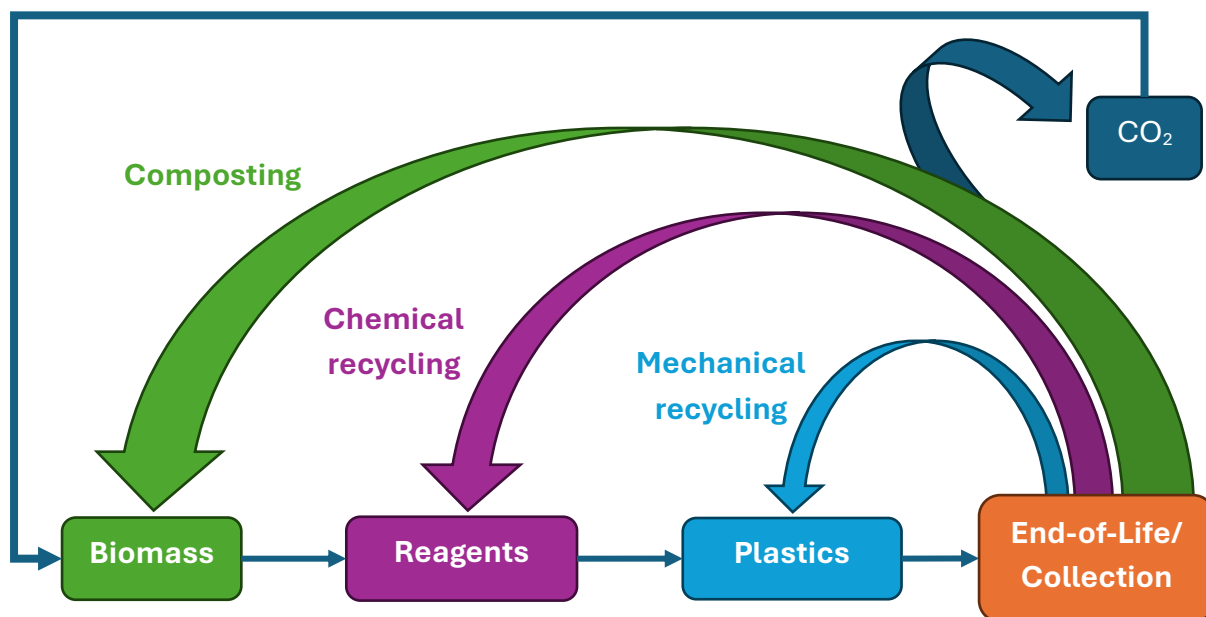 CO₂
Composting
Chemical
recycling
Mechanical
recycling
Biomass
Reagents
Plastics
End-of-Life/
Collection